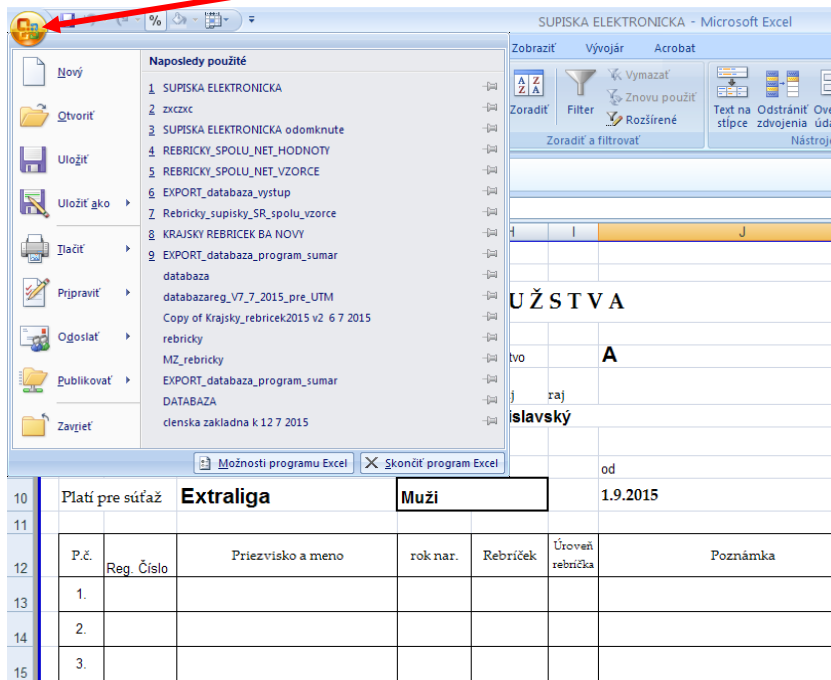 SUPISKA ELEKTRONICKA - Microsoft Excel
%
Zobraziť Vývojár Acrobat
Nový
Otvoriť
Uložiť
Uložiť ako
Tlačiť
Pripraviť
Odoslať
Publikovať
Zavrieť
Naposledy použité
1 SUPISKA ELEKTRONICKA
2 zxczxc
3 SUPISKA ELEKTRONICKA odomknute
4 REBRICKY_SPOLU_NET_HODNOTY
5 REBRICKY_SPOLU_NET_VZORCE
6 EXPORT_databaza_vystup
7 Rebricky_supisky_SR_spolu_vzorce
8 KRAJSKY REBRICEK BA NOVY
9 EXPORT_databaza_program_sumar
databaza
databazareg_V7_7_2015_pre_UTM
Copy of Krajsky_rebricek2015 v2 6 7 2015
rebricky
MZ_rebricky
EXPORT_databaza_program_sumar
DATABAZA
clenska zakladna k 12 7 2015
Možnosti programu Excel Skončiť program Excel
A Z
Z A
Zoradiť Filter
Vymazať
Znovu použiť
Rozšírené
Zoradiť a filtrovať
Text na stĺpce
Odstrániť zdvojenia
Ove
úda
Nástroje
H I J
U Ž S T V A
tvo A
j raj
islavský
od
10 Platí pre súťaž Extraliga Muži 1.9.2015
11
12 P.č. Reg. Číslo Priezvisko a meno rok nar. Rebríček Úroveň rebríčka Poznámka
13 1.
14 2.
15 3.